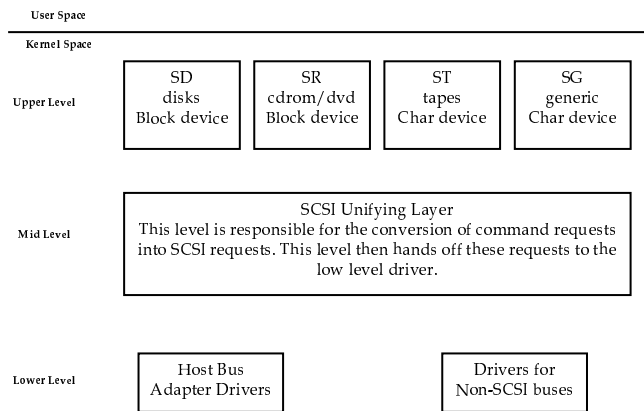 User Space
Kernel Space
Upper Level
SD
disks
Block device
SR
cdrom/dvd
Block device
ST
tapes
Char device
SG
generic
Char device
Mid Level
SCSI Unifying Layer
This level is responsible for the conversion of command requests
into SCSI requests. This level then hands off these requests to the
low level driver.
Lower Level
Host Bus
Adapter Drivers
Drivers for
Non-SCSI buses